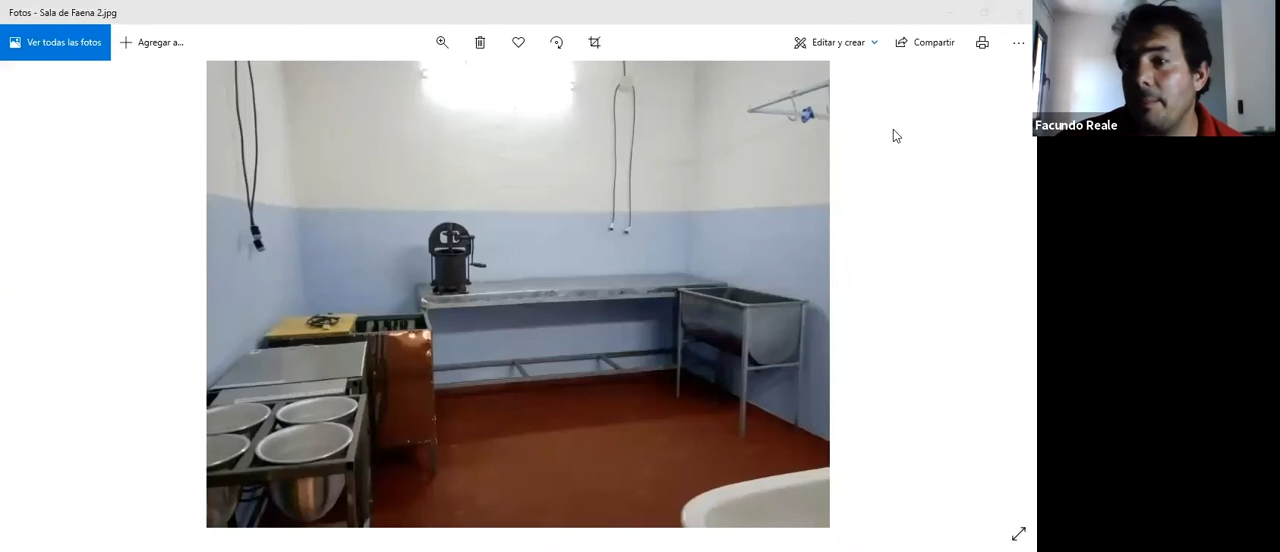 Fotos - Sala de Faena 2.jpg
Ver todas las fotos
Agregar a...
Editar y crear
Compartir
Facundo Reale